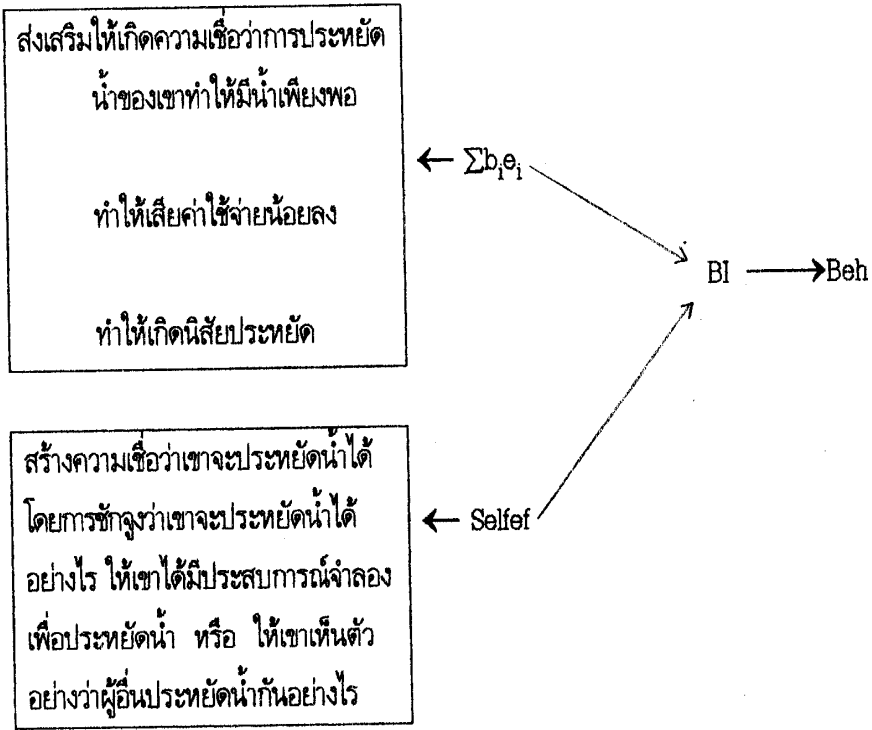 ส่งเสริมให้เกิดความเชื่อว่าการประหยัด
น้ำของเขาทำให้มีน้ำเพียงพอ
← Σbᵢeᵢ
ทำให้เสียค่าใช้จ่ายน้อยลง
BI → Beh
ทำให้เกิดนิสัยประหยัด
สร้างความเชื่อว่าเขาจะประหยัดน้ำได้
โดยการชักจูงว่าเขาจะประหยัดน้ำได้
← Selfef
อย่างไร ให้เขาได้มีประสบการณ์จำลอง
เพื่อประหยัดน้ำ หรือ ให้เขาเห็นตัว
อย่างว่าผู้อื่นประหยัดน้ำกันอย่างไร